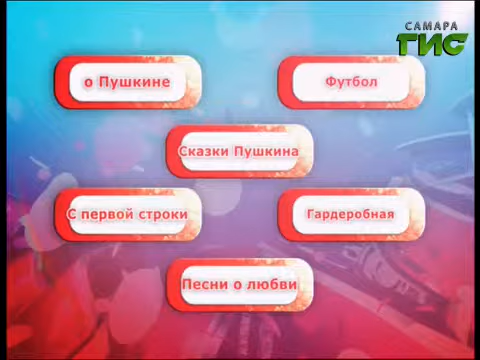 САМАРА
ГИС
о Пушкине
Футбол
Сказки Пушкина
С первой строки
Гардеробная
Песни о любви